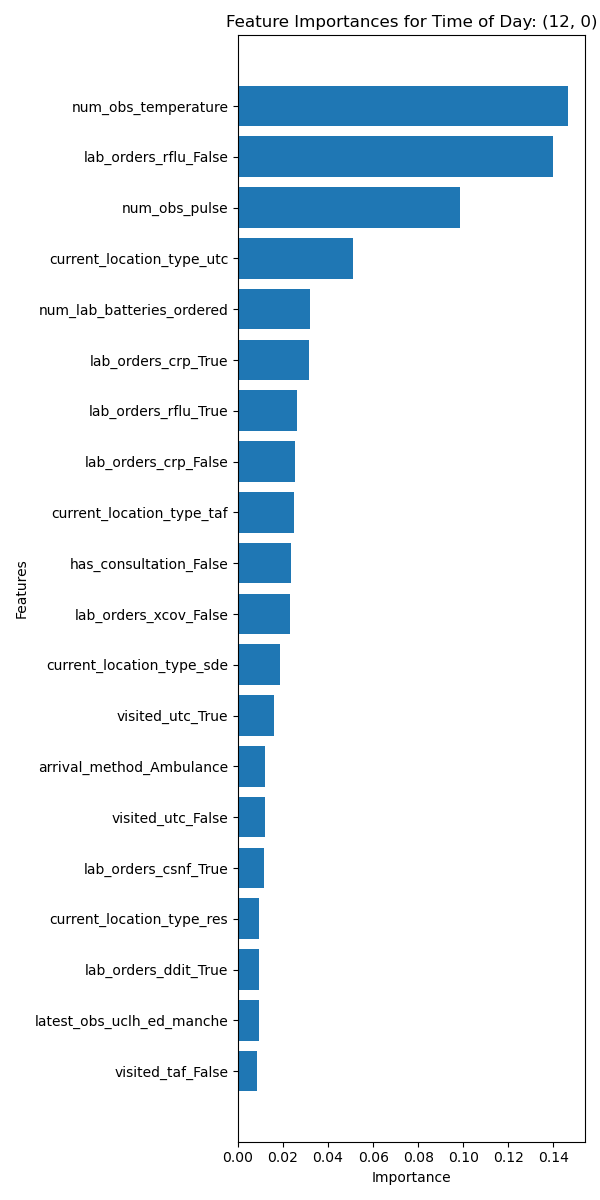 Feature Importances for Time of Day: (12, 0)
num_obs_temperature
lab_orders_rflu_False
num_obs_pulse
current_location_type_utc
num_lab_batteries_ordered
lab_orders_crp_True
lab_orders_rflu_True
lab_orders_crp_False
current_location_type_taf
has_consultation_False
lab_orders_xcov_False
current_location_type_sde
visited_utc_True
arrival_method_Ambulance
visited_utc_False
lab_orders_csnf_True
current_location_type_res
lab_orders_ddit_True
latest_obs_uclh_ed_manche
visited_taf_False
Features
0.00 0.02 0.04 0.06 0.08 0.10 0.12 0.14
Importance